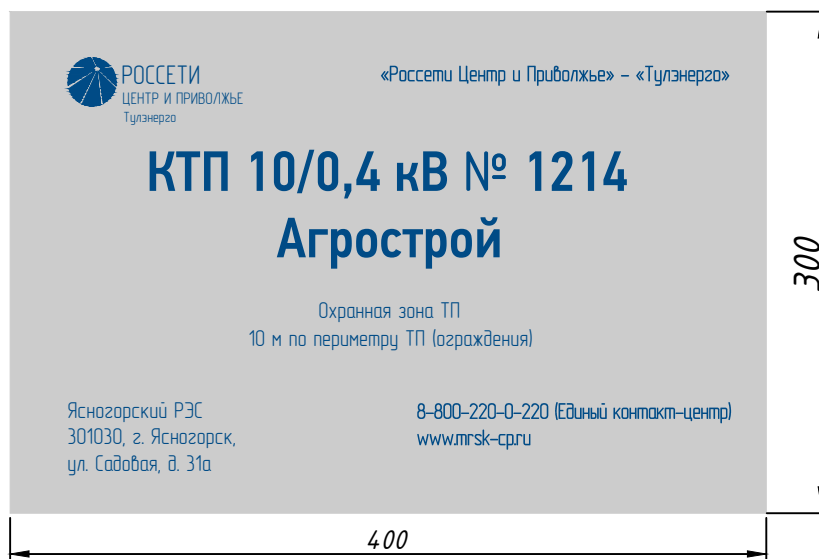 РОССЕТИ
ЦЕНТР И ПРИВОЛЖЬЕ
Тулэнерго
«Россети Центр и Приволжье» – «Тулэнерго»
КТП 10/0,4 кВ № 1214
Агрострой
Охранная зона ТП
10 м по периметру ТП (ограждения)
Ясногорский РЭС
301030, г. Ясногорск,
ул. Садовая, д. 31а
8-800-220-0-220 (Единый контакт-центр)
www.mrsk-cp.ru
300
400